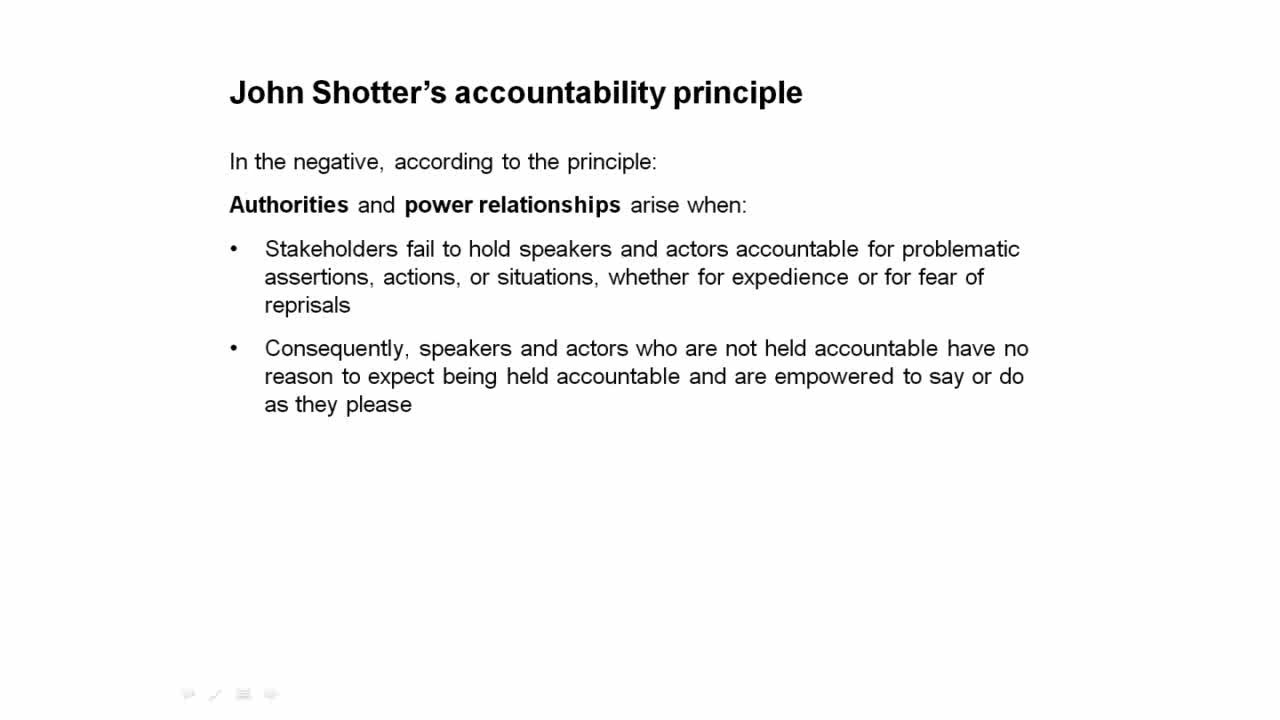 John Shotter’s accountability principle
In the negative, according to the principle:
Authorities and power relationships arise when:
• Stakeholders fail to hold speakers and actors accountable for problematic
assertions, actions, or situations, whether for expedience or for fear of
reprisals
• Consequently, speakers and actors who are not held accountable have no
reason to expect being held accountable and are empowered to say or do
as they please